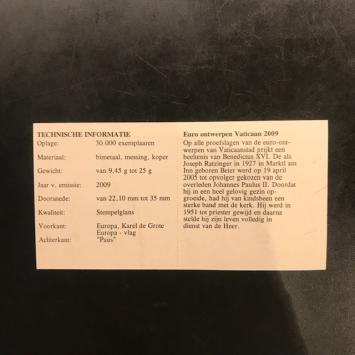 TECHNISCHE INFORMATIE
Oplage: 30.000 exemplaaren
Materiaal: bimetaal, messing, koper
Gewicht: van 9,45 g tot 25 g
Jaar v. emissie: 2009
Doorsnede: van 22,10 mm tot 35 mm
Kwaliteit: Stempelglans
Voorkant: Europa, Karel de Grote
Europa - vlag
Achterkant: "Paus"
Euro ontwerpen Vaticaan 2009
Op alle proefslagen van de euro-ont-
werpen van Vaticaanstad prijkt een
beeltenis van Benedictus XVI. De als
Joseph Ratzinger in 1927 in Marktl am
Inn geboren Beier werd op 19 april
2005 tot opvolger gekozen van de
overleden Johannes Paulus II. Doordat
hij in een heel gelovig gezin op-
groeide, had hij van kindsbeen een
sterke band met de kerk. Hij werd in
1951 tot priester gewijd en daarna
stelde hij zijn leven volledig in
dienst van de Heer.